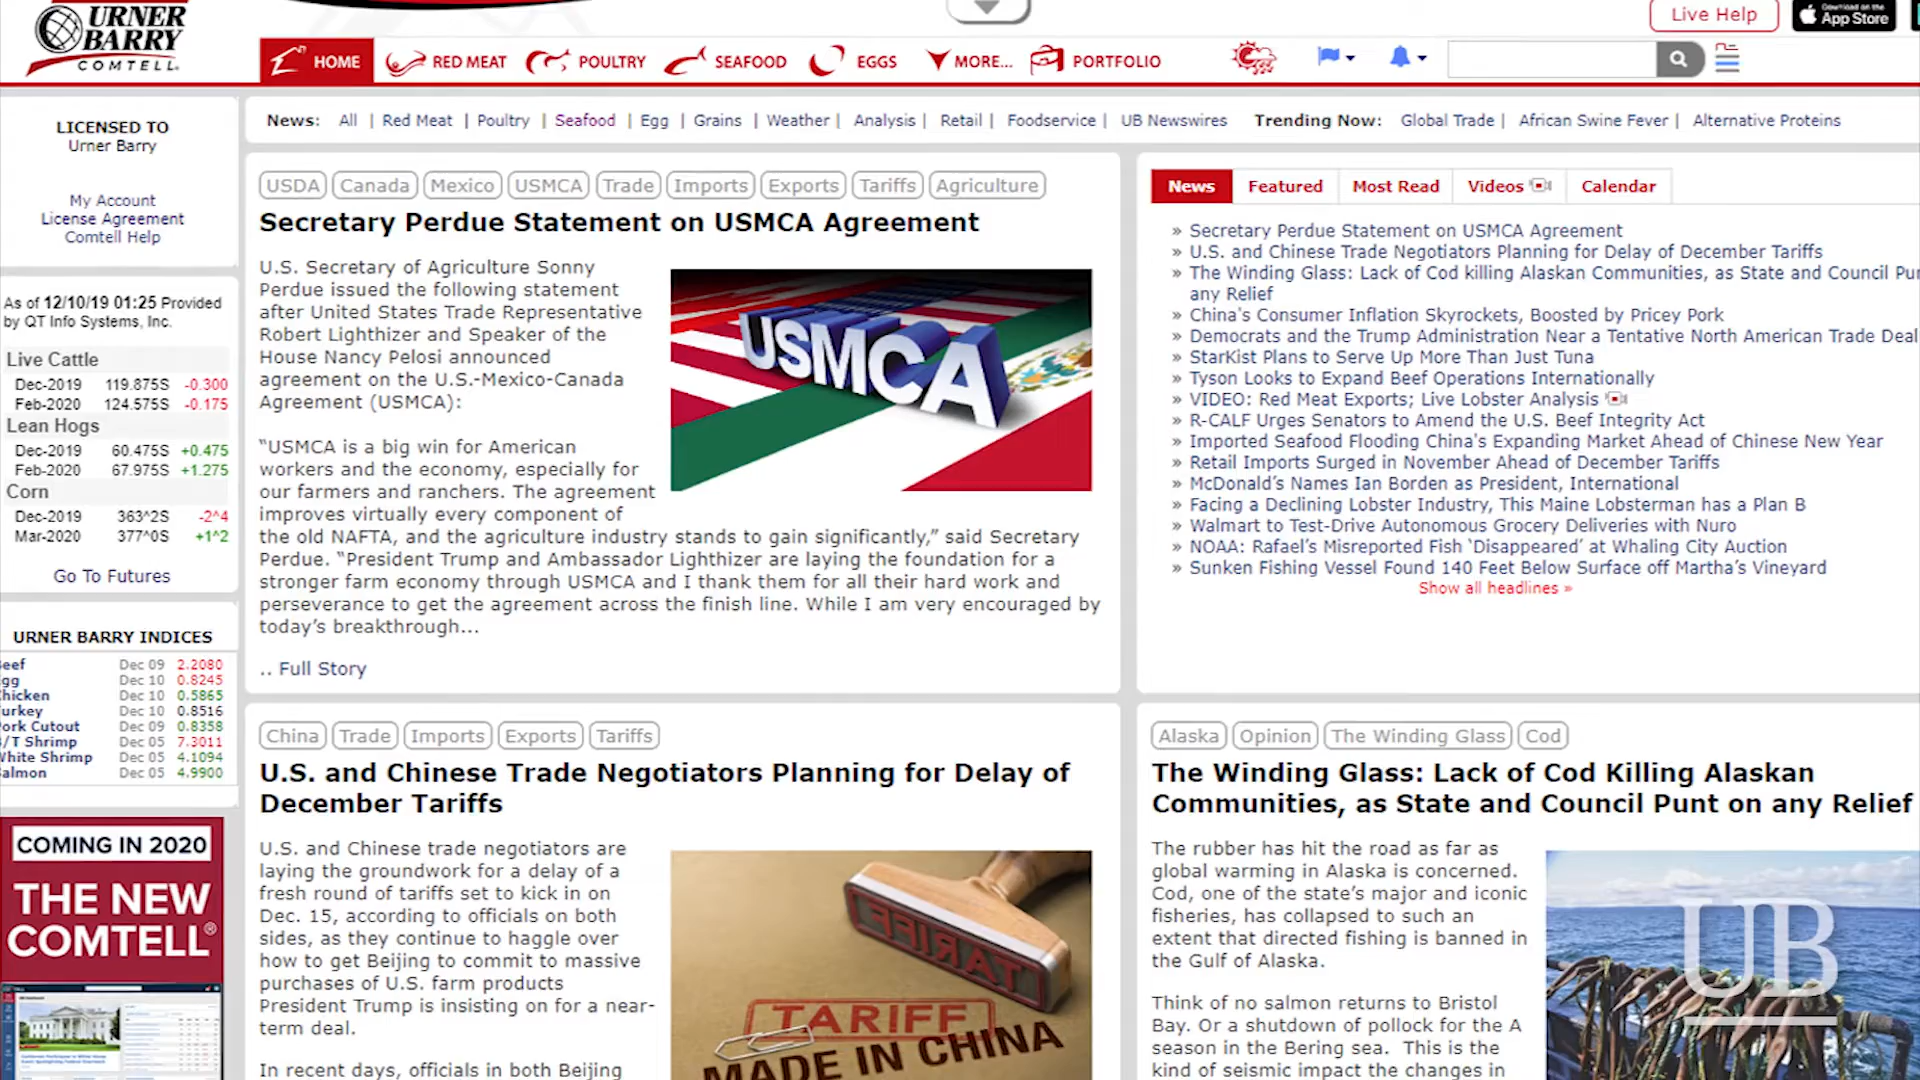 URNER
BARRY
COMTELL
HOME
RED MEAT
POULTRY
SEAFOOD
EGGS
MORE...
PORTFOLIO
Live Help
Download on the
App Store
LICENSED TO
Urner Barry
My Account
License Agreement
Comtell Help
As of 12/10/19 01:25 Provided
by QT Info Systems, Inc.
Live Cattle
Dec-2019 119.875S -0.300
Feb-2020 124.575S -0.175
Lean Hogs
Dec-2019 60.475S +0.475
Feb-2020 67.975S +1.275
Corn
Dec-2019 363^2S -2^4
Mar-2020 377^0S +1^2
Go To Futures
URNER BARRY INDICES
eef Dec 09 2.2080
gg Dec 10 0.8245
hicken Dec 10 0.5865
urkey Dec 10 0.8516
ork Cutout Dec 09 0.8358
/T Shrimp Dec 05 7.3011
hite Shrimp Dec 05 4.1094
almon Dec 05 4.9900
COMING IN 2020
THE NEW
COMTELL®
News: All | Red Meat | Poultry | Seafood | Egg | Grains | Weather | Analysis | Retail | Foodservice | UB Newswires Trending Now: Global Trade | African Swine Fever | Alternative Proteins
USDA Canada Mexico USMCA Trade Imports Exports Tariffs Agriculture
Secretary Perdue Statement on USMCA Agreement
U.S. Secretary of Agriculture Sonny
Perdue issued the following statement
after United States Trade Representative
Robert Lighthizer and Speaker of the
House Nancy Pelosi announced
agreement on the U.S.-Mexico-Canada
Agreement (USMCA):
USMCA
“USMCA is a big win for American
workers and the economy, especially for
our farmers and ranchers. The agreement
improves virtually every component of
the old NAFTA, and the agriculture industry stands to gain significantly,” said Secretary
Perdue. “President Trump and Ambassador Lighthizer are laying the foundation for a
stronger farm economy through USMCA and I thank them for all their hard work and
perseverance to get the agreement across the finish line. While I am very encouraged by
today’s breakthrough...
.. Full Story
News Featured Most Read Videos Calendar
» Secretary Perdue Statement on USMCA Agreement
» U.S. and Chinese Trade Negotiators Planning for Delay of December Tariffs
» The Winding Glass: Lack of Cod killing Alaskan Communities, as State and Council Pun
any Relief
» China's Consumer Inflation Skyrockets, Boosted by Pricey Pork
» Democrats and the Trump Administration Near a Tentative North American Trade Deal
» StarKist Plans to Serve Up More Than Just Tuna
» Tyson Looks to Expand Beef Operations Internationally
» VIDEO: Red Meat Exports; Live Lobster Analysis
» R-CALF Urges Senators to Amend the U.S. Beef Integrity Act
» Imported Seafood Flooding China's Expanding Market Ahead of Chinese New Year
» Retail Imports Surged in November Ahead of December Tariffs
» McDonald’s Names Ian Borden as President, International
» Facing a Declining Lobster Industry, This Maine Lobsterman has a Plan B
» Walmart to Test-Drive Autonomous Grocery Deliveries with Nuro
» NOAA: Rafael’s Misreported Fish ‘Disappeared’ at Whaling City Auction
» Sunken Fishing Vessel Found 140 Feet Below Surface off Martha’s Vineyard
Show all headlines »
China Trade Imports Exports Tariffs
U.S. and Chinese Trade Negotiators Planning for Delay of
December Tariffs
U.S. and Chinese trade negotiators are
laying the groundwork for a delay of a
fresh round of tariffs set to kick in on
Dec. 15, according to officials on both
sides, as they continue to haggle over
how to get Beijing to commit to massive
purchases of U.S. farm products
President Trump is insisting on for a near-
term deal.
In recent days, officials in both Beijing
TARIFF
TARIFF
MADE IN CHINA
Alaska Opinion The Winding Glass Cod
The Winding Glass: Lack of Cod Killing Alaskan
Communities, as State and Council Punt on any Relief
The rubber has hit the road as far as
global warming in Alaska is concerned.
Cod, one of the state’s major and iconic
fisheries, has collapsed to such an
extent that directed fishing is banned in
the Gulf of Alaska.
Think of no salmon returns to Bristol
Bay. Or a shutdown of pollock for the A
season in the Bering sea. This is the
kind of seismic impact the changes in
UB